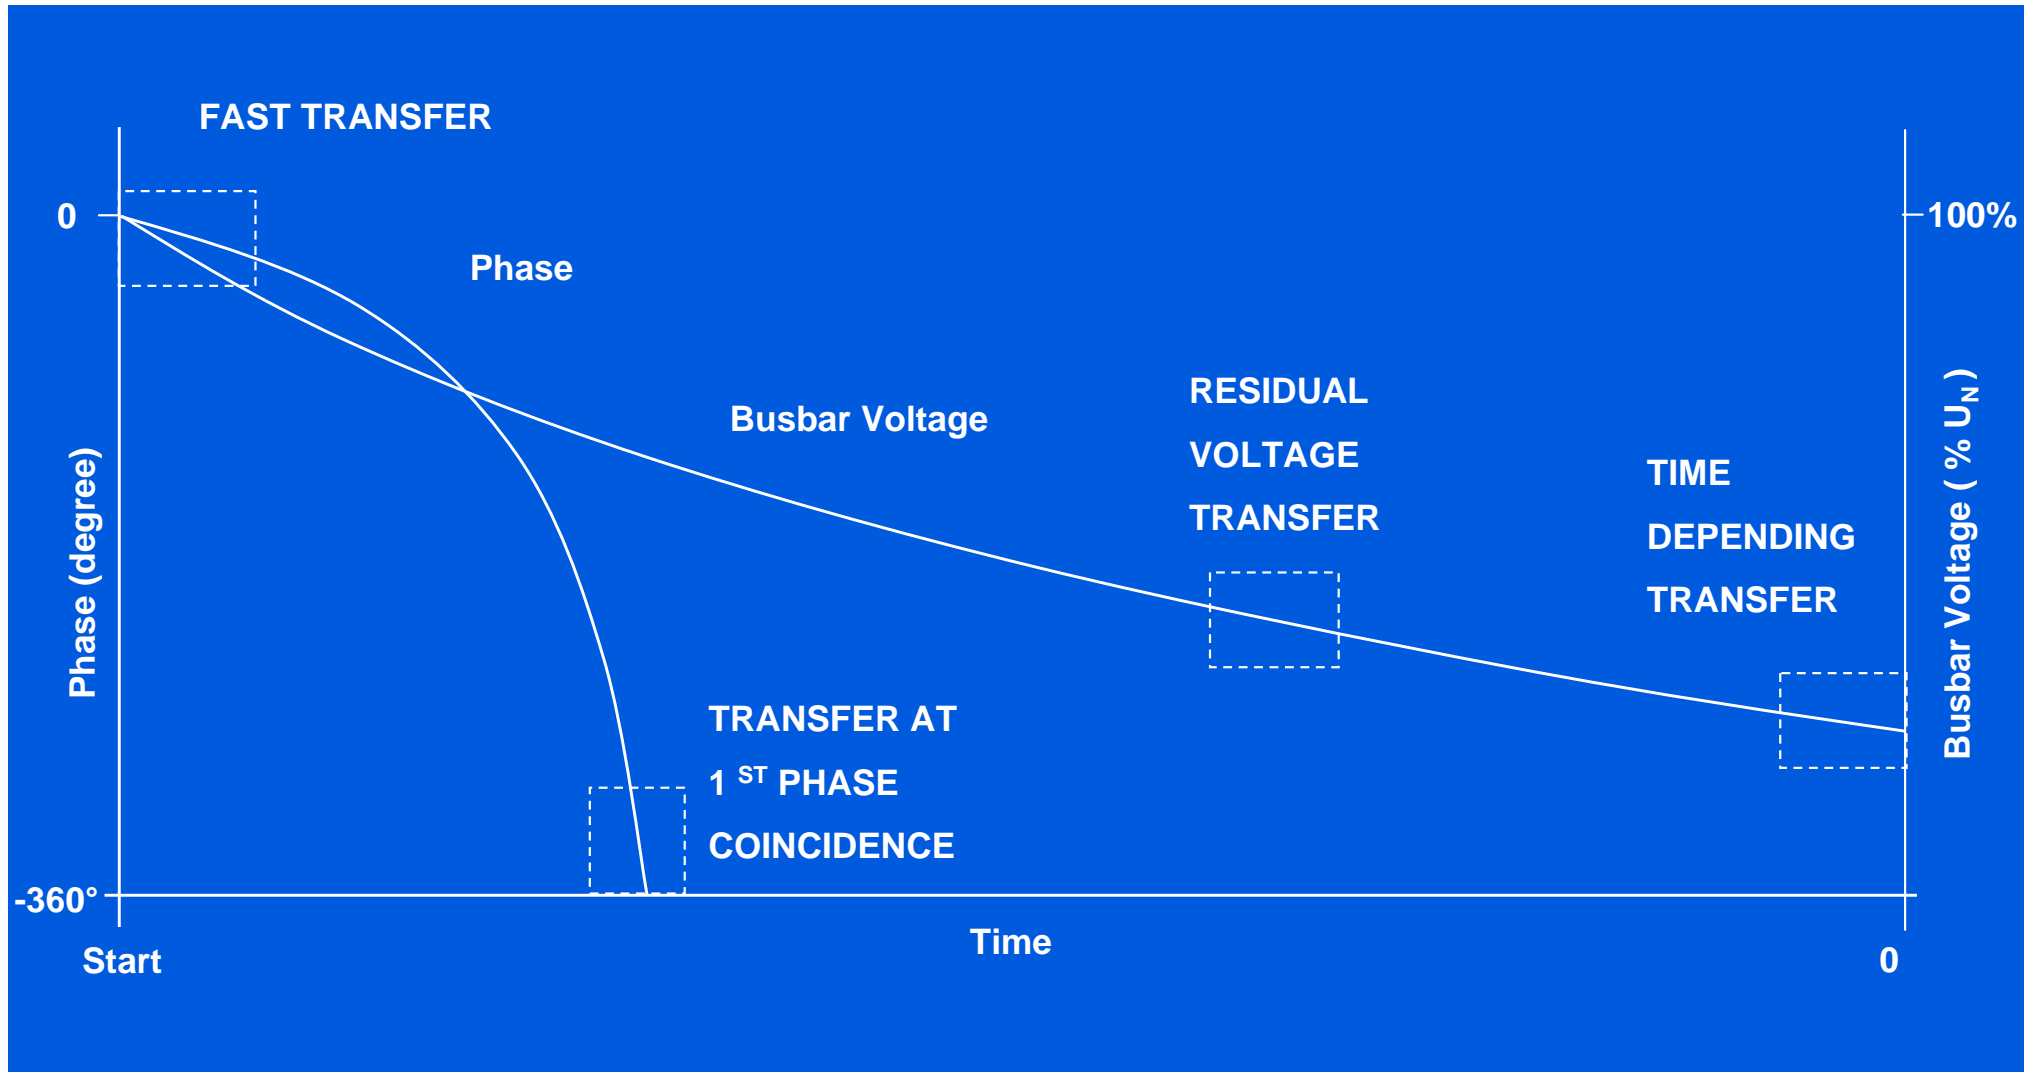 FAST TRANSFER
0
100%
Phase
RESIDUAL
VOLTAGE
TRANSFER
Busbar Voltage
TIME
DEPENDING
TRANSFER
Phase (degree)
Busbar Voltage ( % UN)
TRANSFER AT
1 ST PHASE
COINCIDENCE
-360°
Start
Time
0